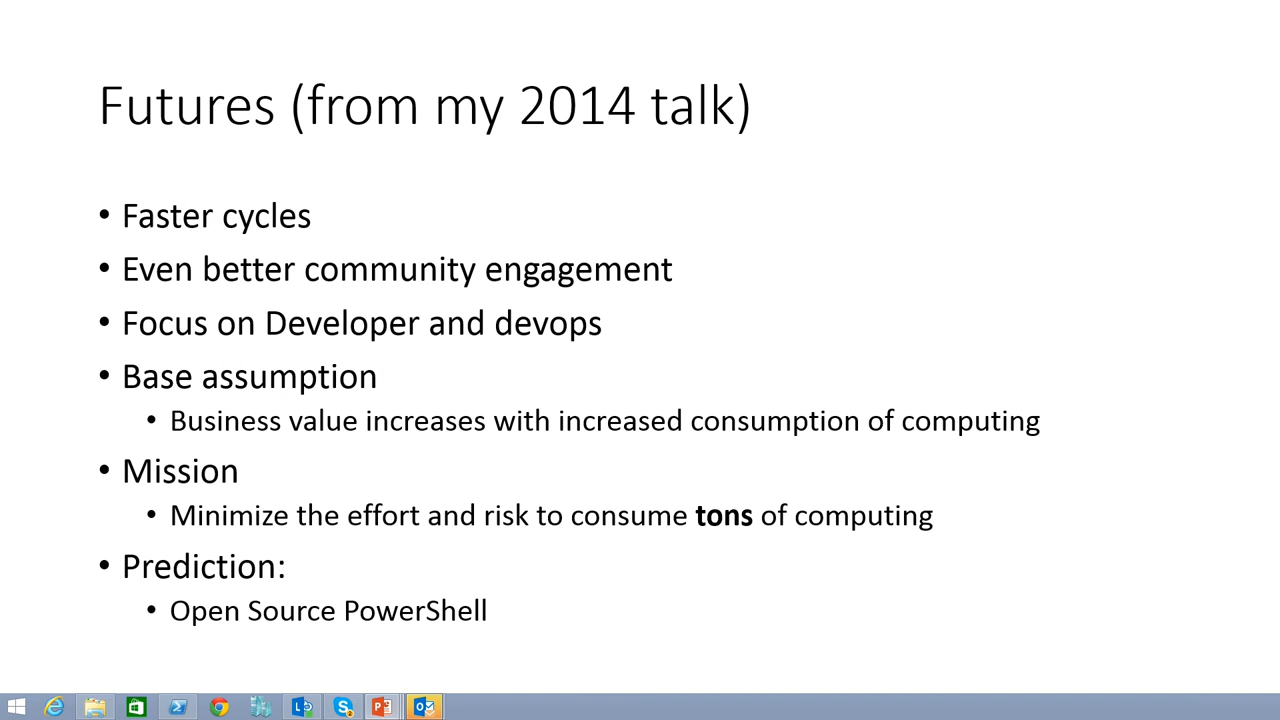 Futures (from my 2014 talk)
• Faster cycles
• Even better community engagement
• Focus on Developer and devops
• Base assumption
• Business value increases with increased consumption of computing
• Mission
• Minimize the effort and risk to consume tons of computing
• Prediction:
• Open Source PowerShell